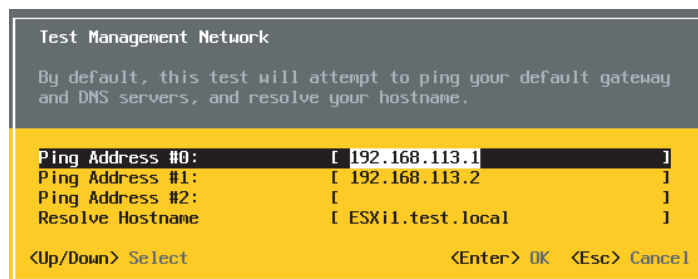 Test Management Network
By default, this test will attempt to ping your default gateway
and DNS servers, and resolve your hostname.
Ping Address #0: [ 192.168.113.1 ]
Ping Address #1: [ 192.168.113.2 ]
Ping Address #2: [ ]
Resolve Hostname [ ESXi1.test.local ]
<Up/Down> Select <Enter> OK <Esc> Cancel